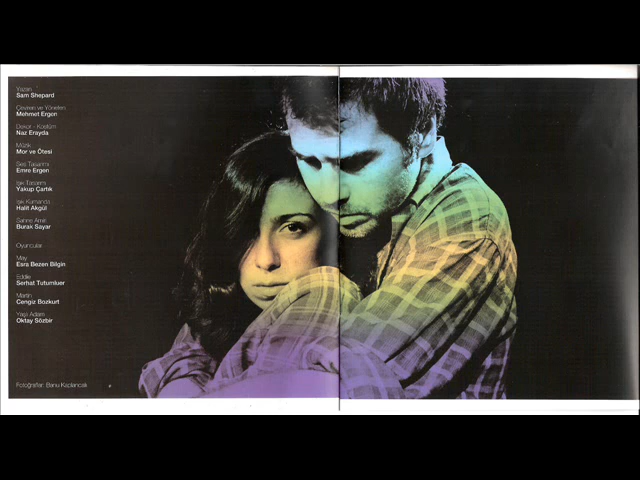 Yazan
Sam Shepard
Çeviren ve Yöneten
Mehmet Ergen
Dekor - Kostüm
Naz Erayda
Müzik
Mor ve Ötesi
Ses Tasarımı
Emre Ergen
Işık Tasarımı
Yakup Çartık
Işık Kumanda
Halit Akgül
Sahne Amiri
Burak Sayar
Oyuncular
May
Esra Bezen Bilgin
Eddie
Serhat Tutumluer
Martin
Cengiz Bozkurt
Yaşlı Adam
Oktay Sözbir
Fotoğraflar: Banu Kaplancalı